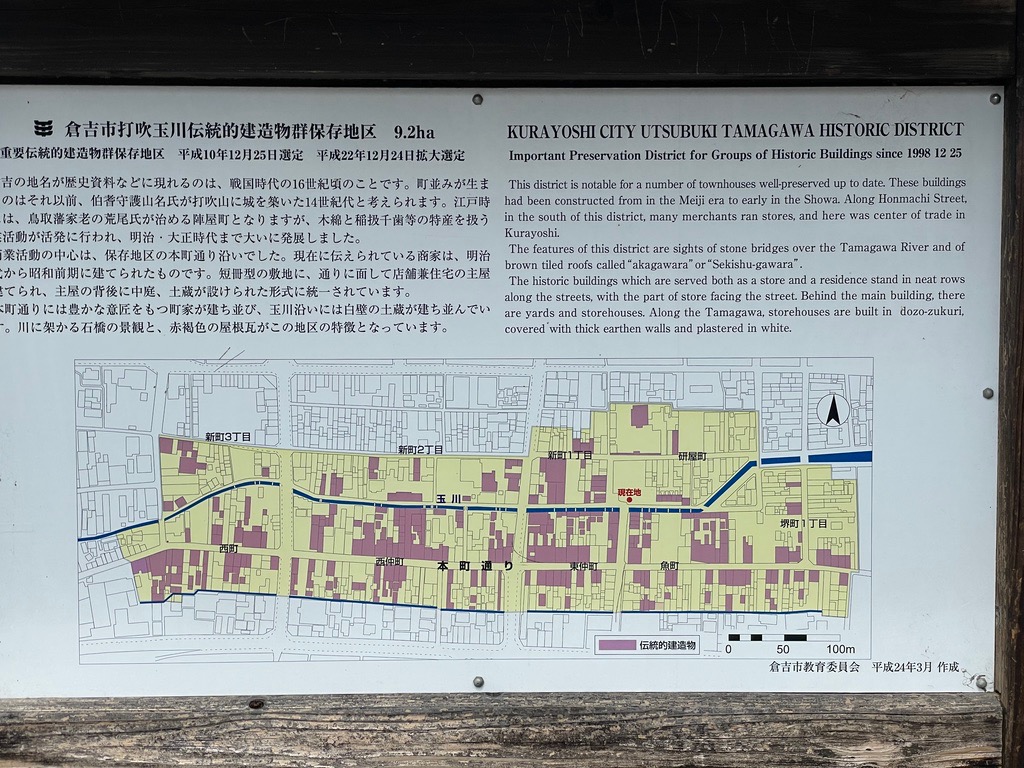 倉吉市打吹玉川伝統的建造物群保存地区 9.2ha
重要伝統的建造物群保存地区 平成10年12月25日選定 平成22年12月24日拡大選定
吉の地名が歴史資料などに現れるのは、戦国時代の16世紀頃のことです。町並みが生ま
のはそれ以前、伯耆守護山名氏が打吹山に城を築いた14世紀代と考えられます。江戸時
は、鳥取藩家老の荒尾氏が治める陣屋町となりますが、木綿と稲扱千歯等の特産を扱う
活動が活発に行われ、明治・大正時代まで大いに発展しました。
商業活動の中心は、保存地区の本町通り沿いでした。現在に伝えられている商家は、明治
から昭和前期に建てられたものです。短冊型の敷地に、通りに面して店舗兼住宅の主屋
建てられ、主屋の背後に中庭、土蔵が設けられた形式に統一されています。
本町通りには豊かな意匠をもつ町家が建ち並び、玉川沿いには白壁の土蔵が建ち並んでい
。川に架かる石橋の景観と、赤褐色の屋根瓦がこの地区の特徴となっています。
KURAYOSHI CITY UTSUBUKI TAMAGAWA HISTORIC DISTRICT
Important Preservation District for Groups of Historic Buildings since 1998 12 25
This district is notable for a number of townhouses well-preserved up to date. These buildings
had been constructed from in the Meiji era to early in the Showa. Along Honmachi Street,
in the south of this district, many merchants ran stores, and here was center of trade in
Kurayoshi.
The features of this district are sights of stone bridges over the Tamagawa River and of
brown tiled roofs called “akagawara” or “Sekishu-gawara”.
The historic buildings which are served both as a store and a residence stand in neat rows
along the streets, with the part of store facing the street. Behind the main building, there
are yards and storehouses. Along the Tamagawa, storehouses are built in dozo-zukuri,
covered with thick earthen walls and plastered in white.
新町3丁目
新町2丁目
新町1丁目
研屋町
玉川
現在地
堺町1丁目
西町
西仲町
本町通り
東仲町
魚町
伝統的建造物
0 50 100m
倉吉市教育委員会 平成24年3月 作成